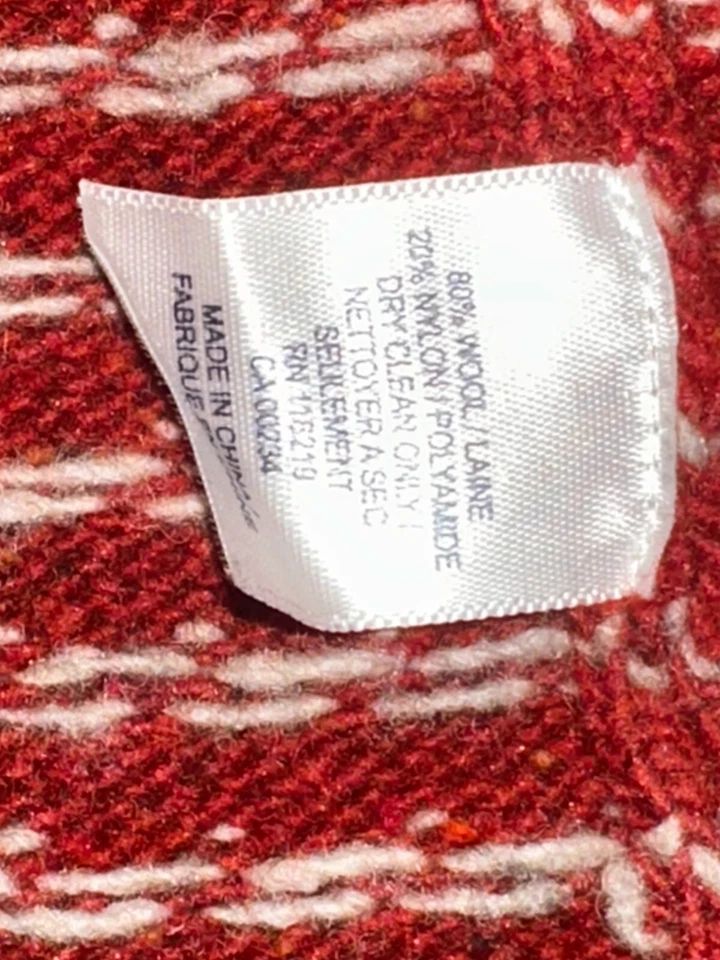 80% WOOL / LAINE
20% NYLON / POLYAMIDE
DRY CLEAN ONLY /
NETTOYER A SEC
SEULEMENT
RN 116219
CA 00234
MADE IN CHINA
FABRIQUE